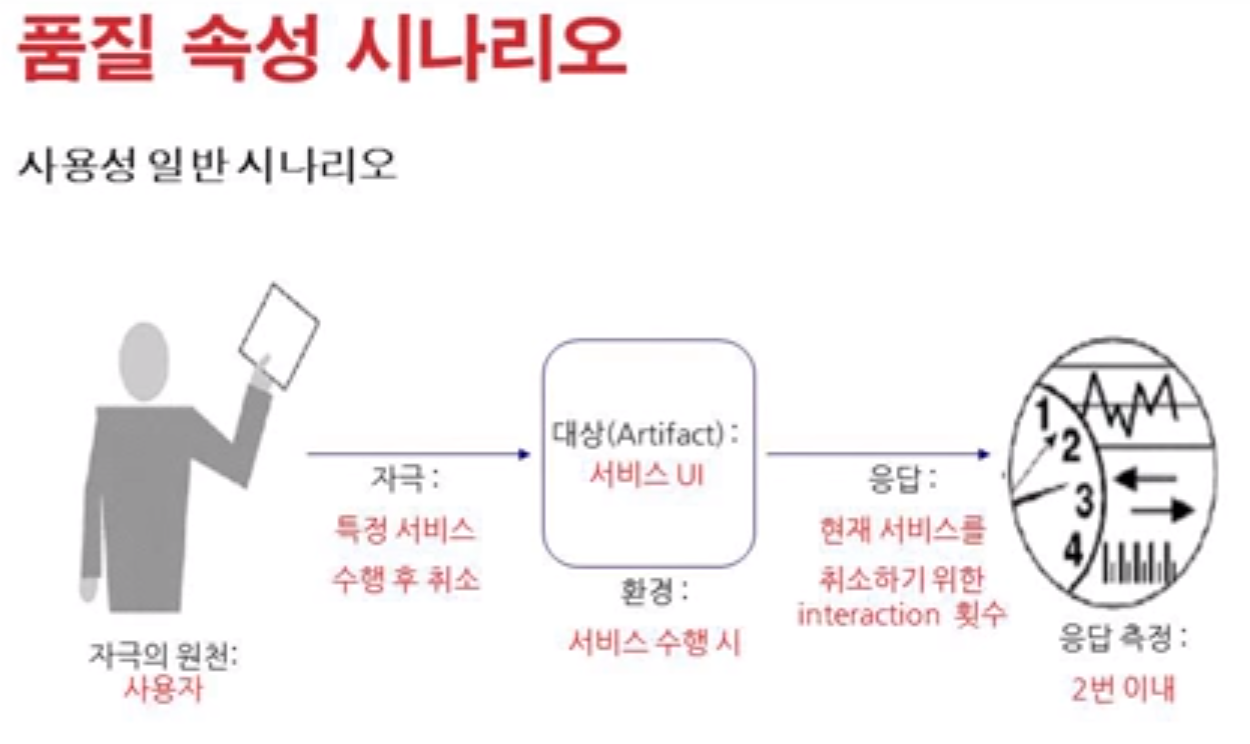 품질 속성 시나리오
사용성 일반 시나리오
자극의 원천:
사용자
자극 :
특정 서비스
수행 후 취소
대상(Artifact) :
서비스 UI
환경 :
서비스 수행 시
응답 :
현재 서비스를
취소하기 위한
interaction 횟수
1
2
3
4
응답 측정 :
2번 이내